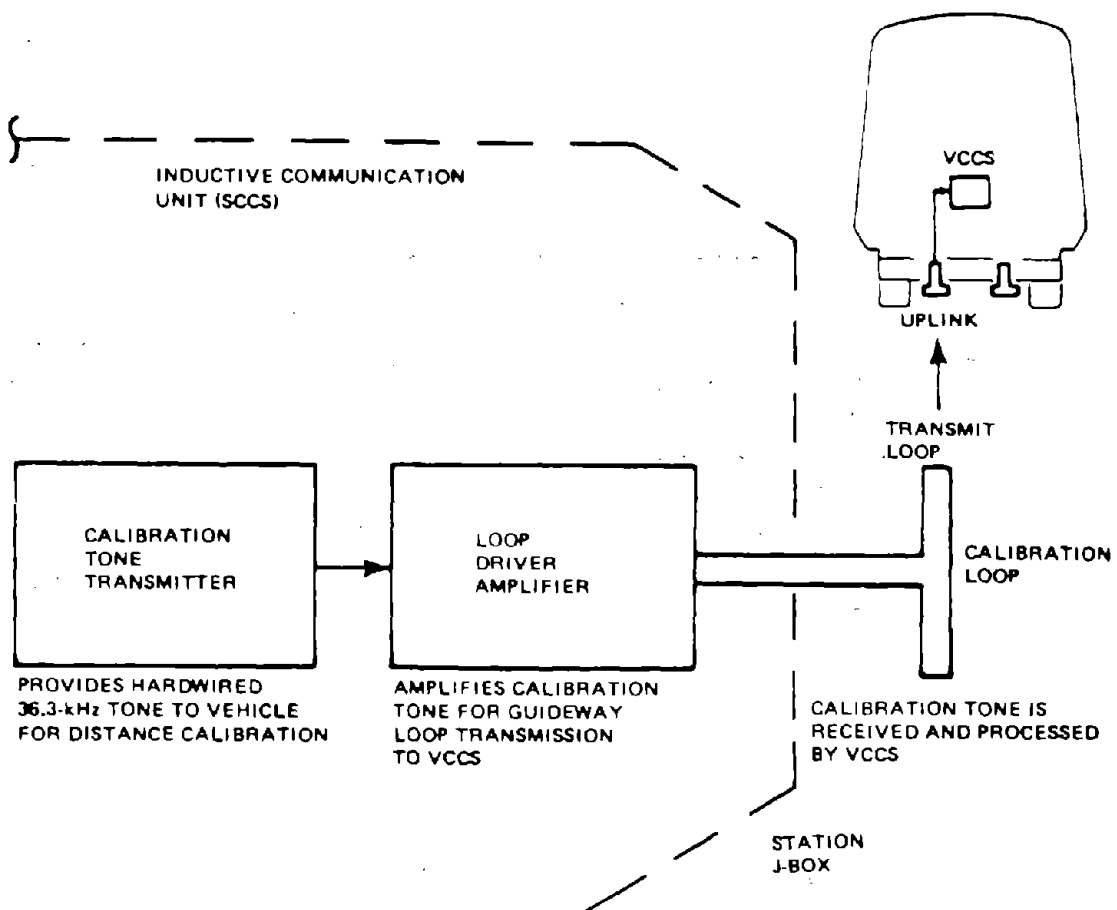 INDUCTIVE COMMUNICATION
UNIT (SCCS)
VCCS
UPLINK
TRANSMIT
LOOP
CALIBRATION
TONE
TRANSMITTER
LOOP
DRIVER
AMPLIFIER
CALIBRATION
LOOP
PROVIDES HARDWIRED
36.3-kHz TONE TO VEHICLE
FOR DISTANCE CALIBRATION
AMPLIFIES CALIBRATION
TONE FOR GUIDEWAY
LOOP TRANSMISSION
TO VCCS
CALIBRATION TONE IS
RECEIVED AND PROCESSED
BY VCCS
STATION
J-BOX